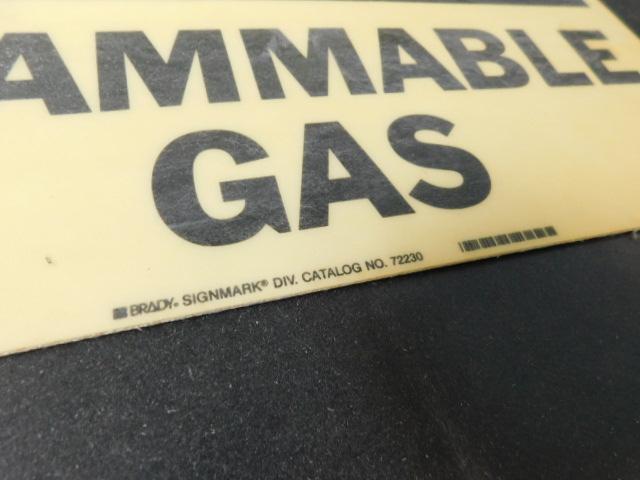 AMMABLE
GAS
BRADY. SIGNMARK® DIV. CATALOG NO. 72230